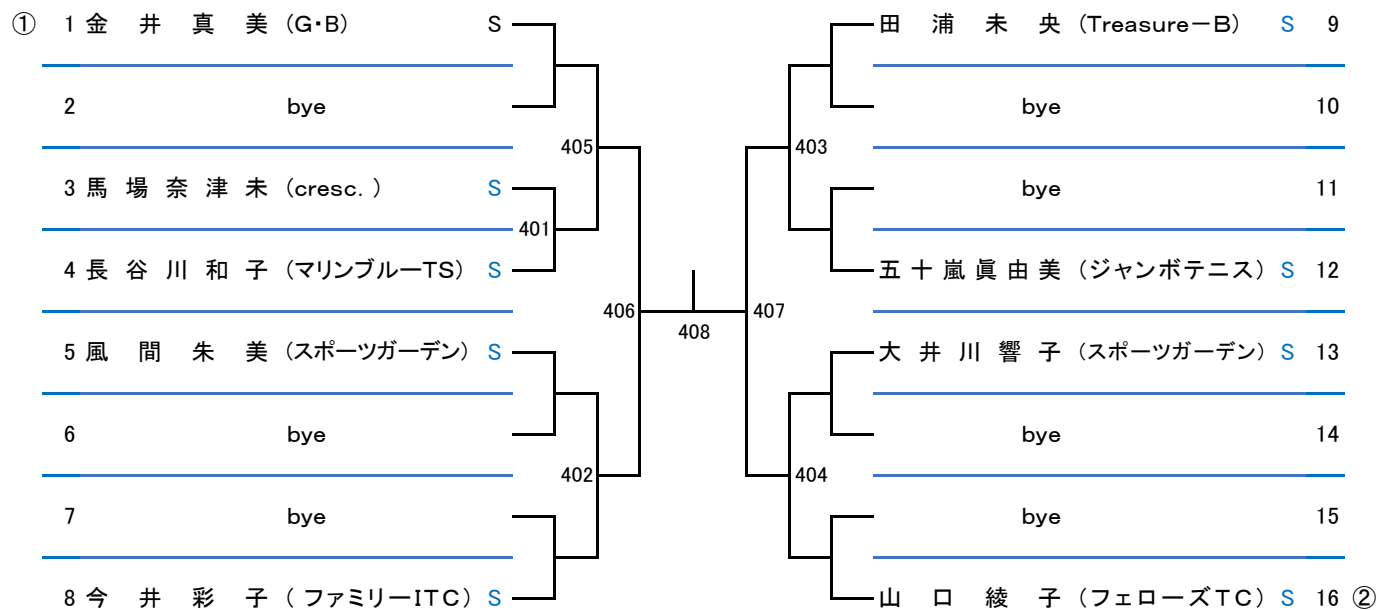 ① 1 金井真美 (G・B) S
2 bye
3 馬場奈津未 (cresc.) S
4 長谷川和子 (マリンブルーTS) S
5 風間朱美 (スポーツガーデン) S
6 bye
7 bye
8 今井彩子 (ファミリーITC) S
401
405
402
406
408
407
403
404
田浦未央 (Treasure－B) S 9
bye 10
bye 11
五十嵐眞由美 (ジャンボテニス) S 12
大井川響子 (スポーツガーデン) S 13
bye 14
bye 15
山口綾子 (フェローズTC) S 16 ②